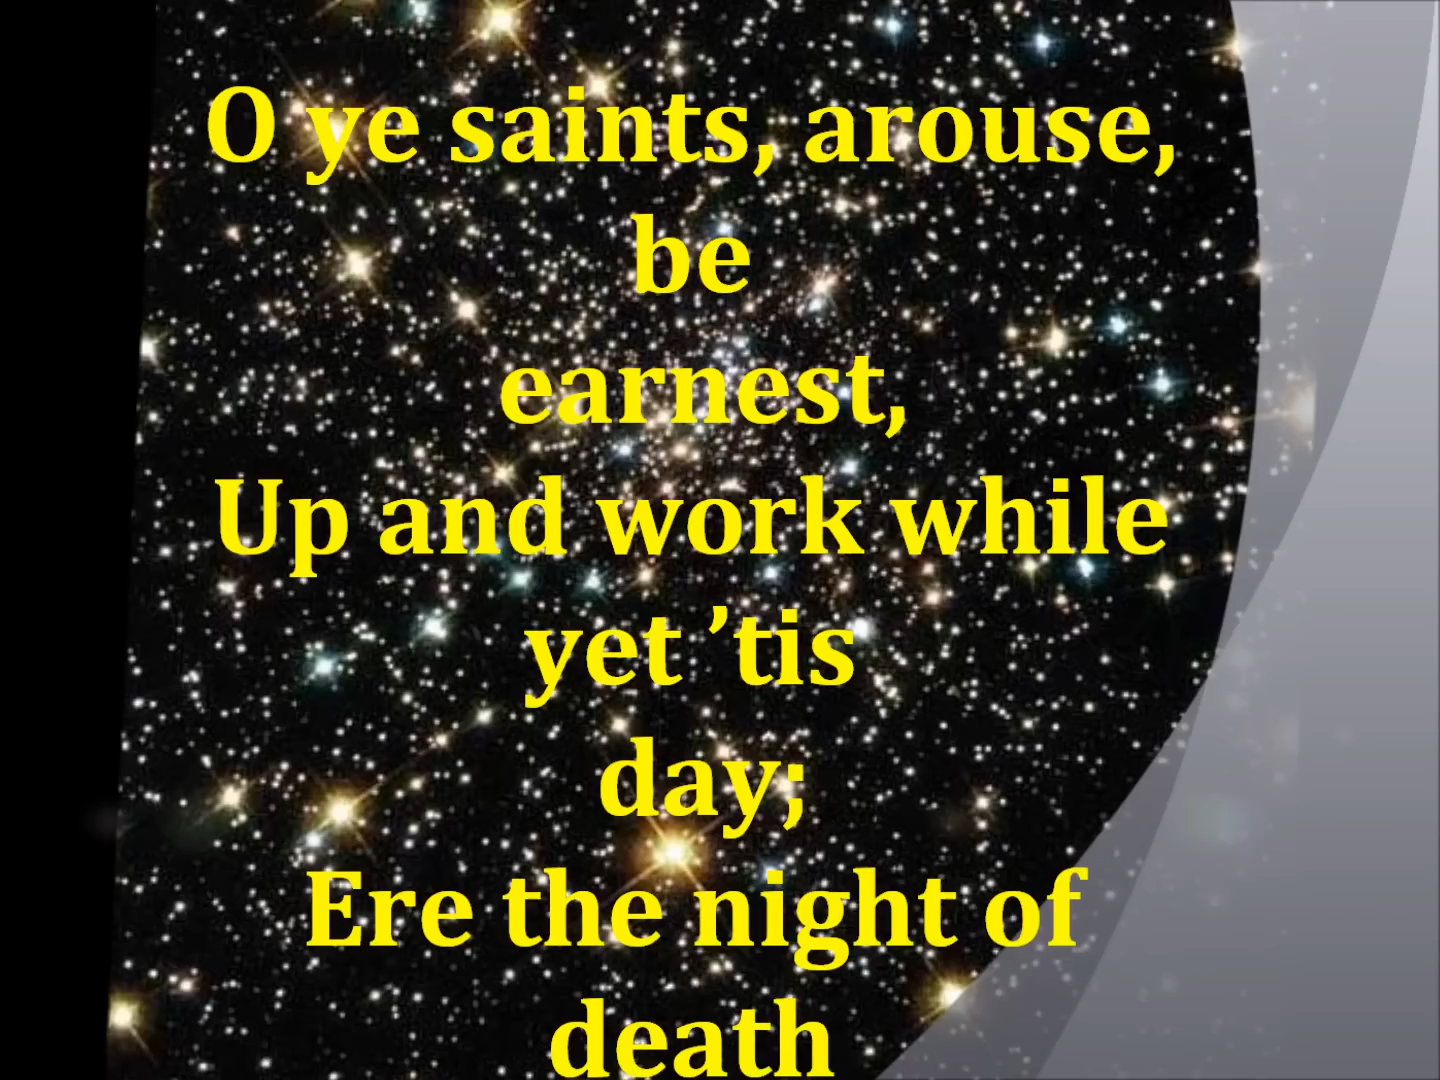 O ye saints, arouse,
be
earnest,
Up and work while
yet ’tis
day;
Ere the night of
death